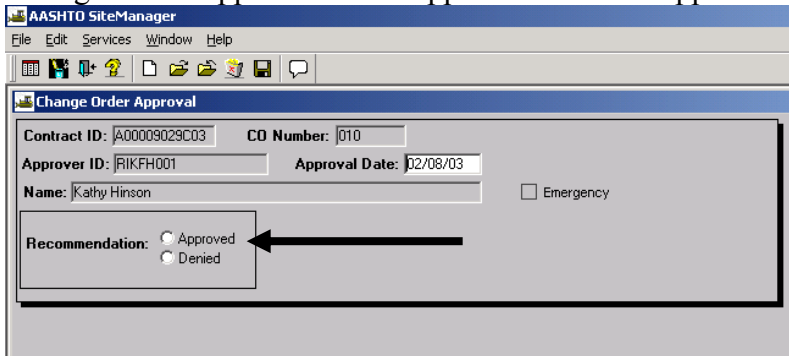 AASHTO SiteManager
File Edit Services Window Help
Change Order Approval
Contract ID: A00009029C03 CO Number: 010
Approver ID: RIKFH001 Approval Date: 02/08/03
Name: Kathy Hinson Emergency
Recommendation: Approved
Denied